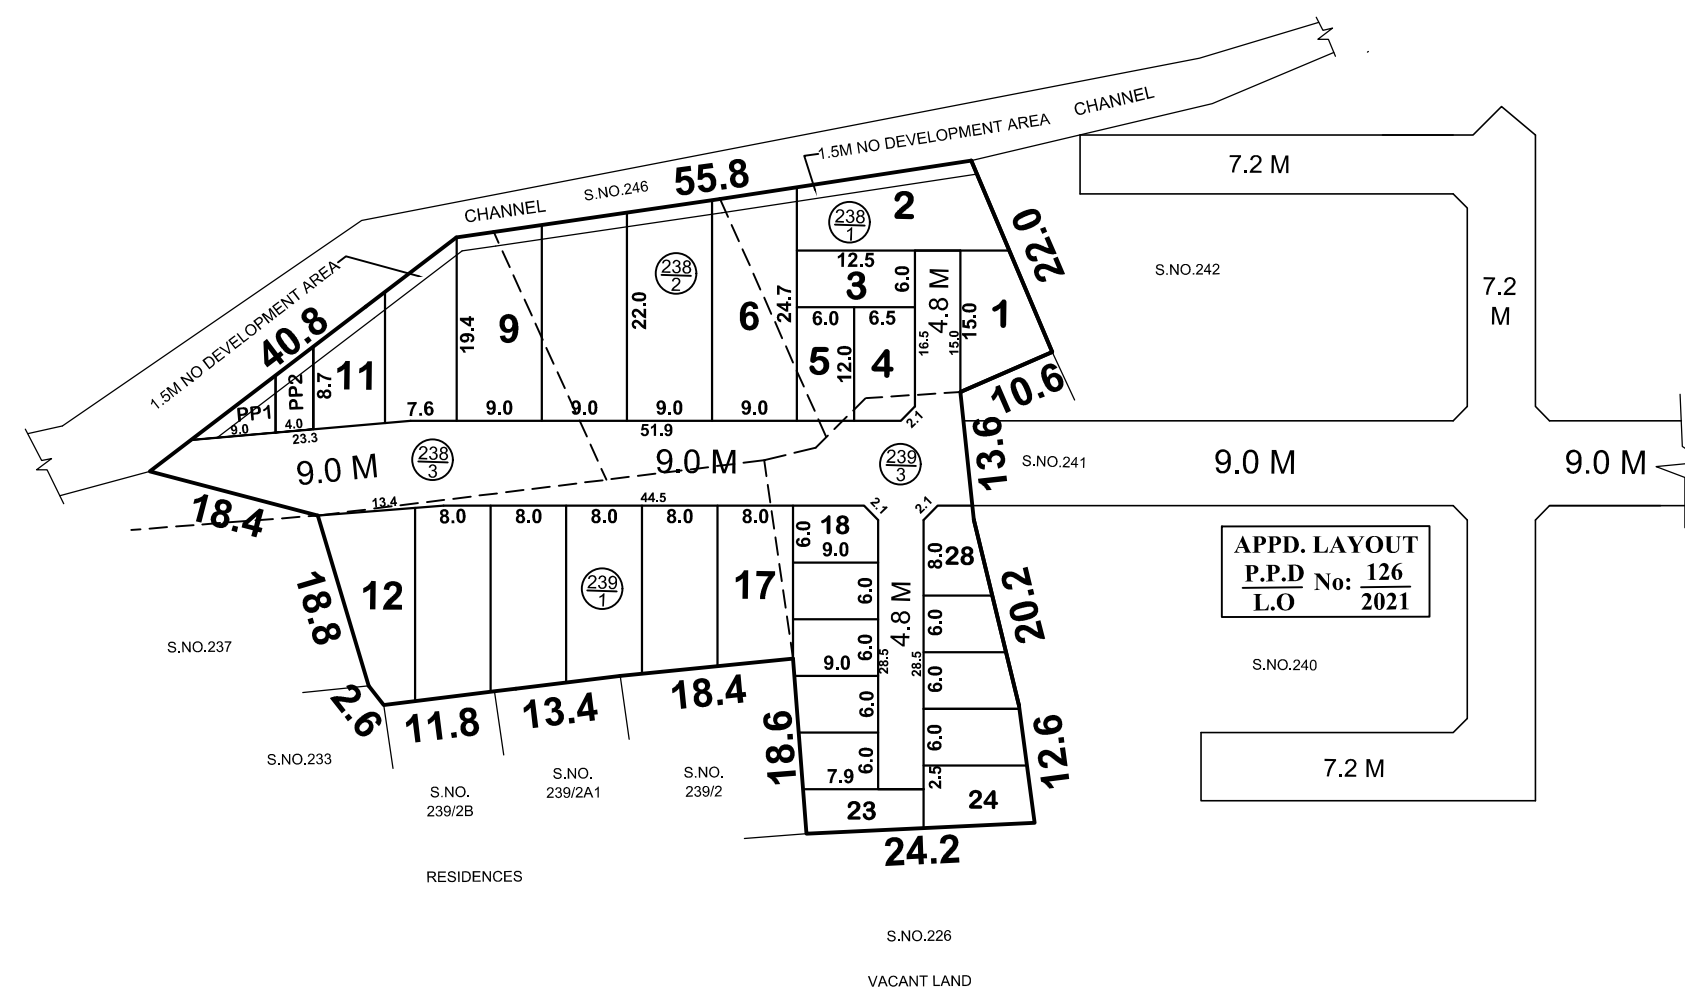 CHANNEL
1.5M NO DEVELOPMENT AREA
7.2 M
55.8
S.NO.246
CHANNEL
2
238
1
22.0
12.5
3
6.0
4.8 M
S.NO.242
7.2
M
1.5M NO DEVELOPMENT AREA
40.8
238
2
19.4
9
22.0
6
24.7
6.0
6.5
5
12.0
4
16.5
15.0
15.0
1
10.6
PP1
9.0
PP2
4.0
8.7
11
23.3
7.6
9.0
9.0
9.0
9.0
51.9
2.1
13.6
9.0 M
238
3
9.0 M
239
3
S.NO.241
9.0 M
9.0 M
18.4
13.4
44.5
2.1
2.1
8.0
8.0
8.0
8.0
8.0
6.0
18
9.0
8.0
28
APPD. LAYOUT
P.P.D No: 126
L.O 2021
18.8
12
239
1
17
6.0
4.8 M
6.0
20.2
S.NO.237
6.0
9.0
28.5
28.5
6.0
S.NO.240
2.6
11.8
13.4
18.4
18.6
6.0
6.0
12.6
S.NO.233
S.NO.
239/2B
S.NO.
239/2A1
S.NO.
239/2
7.9
6.0
2.5
7.2 M
23
24
24.2
RESIDENCES
S.NO.226
VACANT LAND